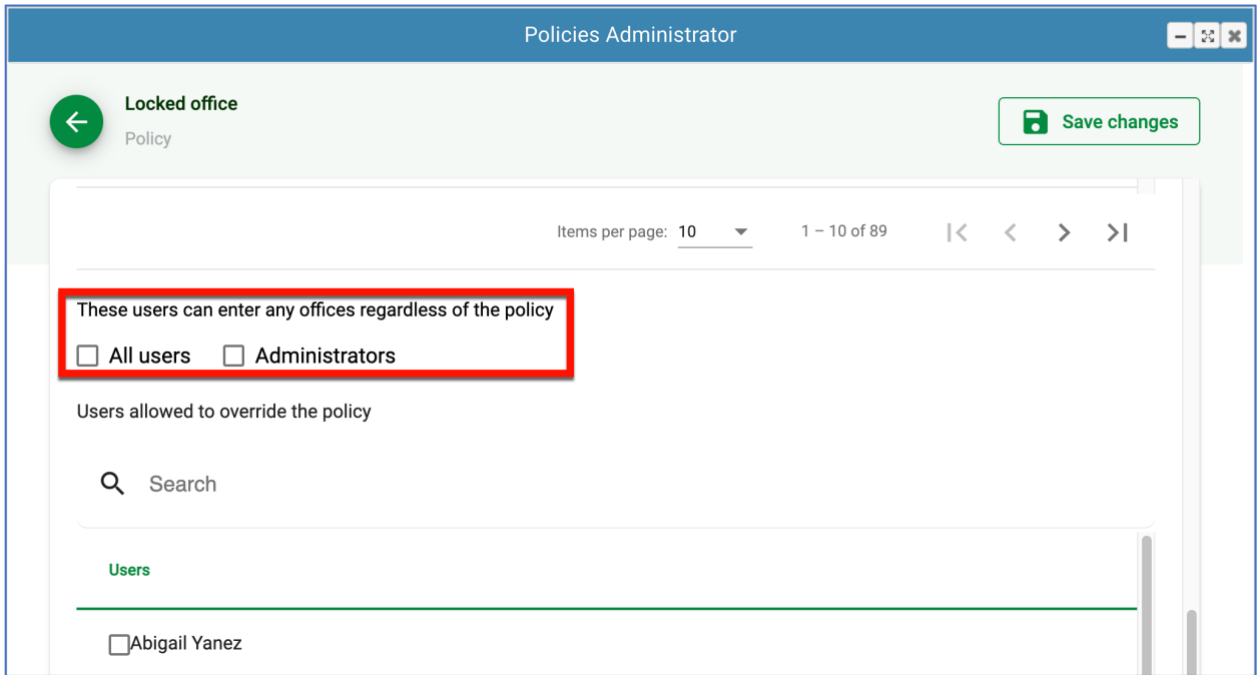 Policies Administrator
Locked office
Policy
Save changes
Items per page: 10 1 – 10 of 89
These users can enter any offices regardless of the policy
All users Administrators
Users allowed to override the policy
Search
Users
Abigail Yanez